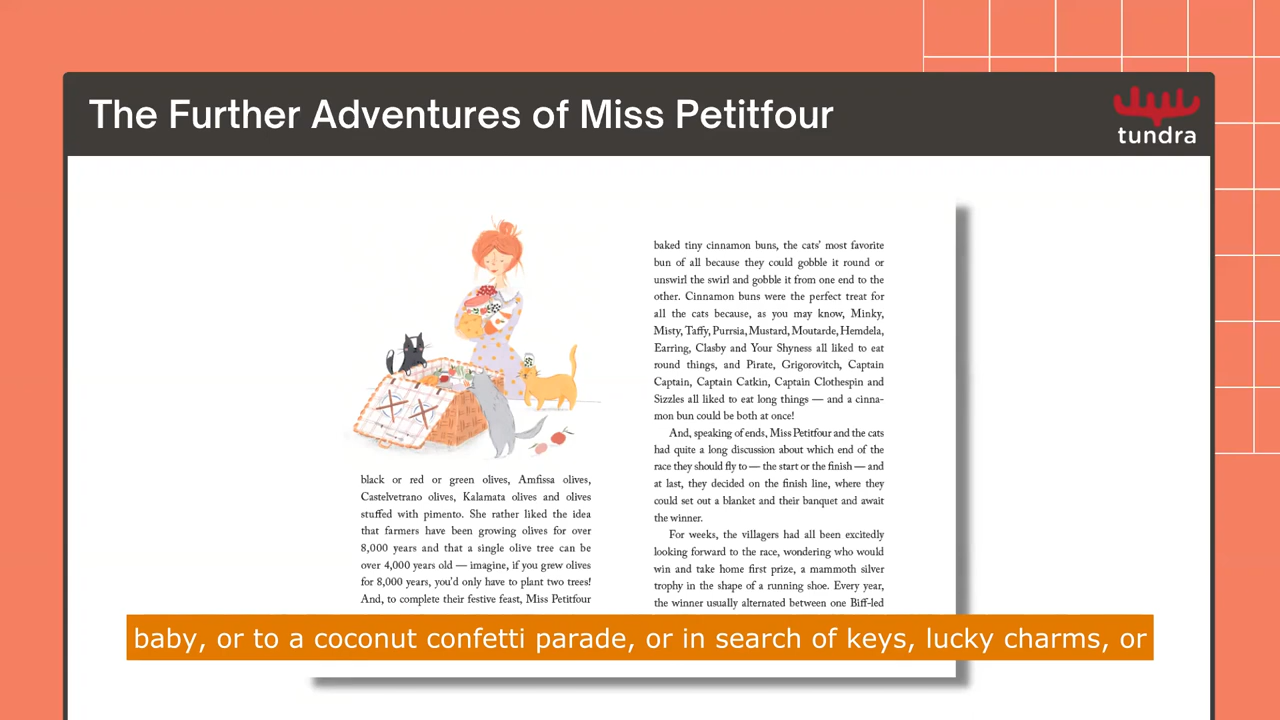 The Further Adventures of Miss Petitfour
tundra
black or red or green olives, Amfissa olives,
Castelvetrano olives, Kalamata olives and olives
stuffed with pimento. She rather liked the idea
that farmers have been growing olives for over
8,000 years and that a single olive tree can be
over 4,000 years old — imagine, if you grew olives
for 8,000 years, you'd only have to plant two trees!
And, to complete their festive feast, Miss Petitfour
baked tiny cinnamon buns, the cats' most favorite
bun of all because they could gobble it round or
unswirl the swirl and gobble it from one end to the
other. Cinnamon buns were the perfect treat for
all the cats because, as you may know, Minky,
Misty, Taffy, Purrsia, Mustard, Moutarde, Hemdela,
Earring, Clasby and Your Shyness all liked to eat
round things, and Pirate, Grigorovitch, Captain
Captain, Captain Catkin, Captain Clothespin and
Sizzles all liked to eat long things — and a cinna-
mon bun could be both at once!
And, speaking of ends, Miss Petitfour and the cats
had quite a long discussion about which end of the
race they should fly to — the start or the finish — and
at last, they decided on the finish line, where they
could set out a blanket and their banquet and await
the winner.
For weeks, the villagers had all been excitedly
looking forward to the race, wondering who would
win and take home first prize, a mammoth silver
trophy in the shape of a running shoe. Every year,
the winner usually alternated between one Biff-led
baby, or to a coconut confetti parade, or in search of keys, lucky charms, or